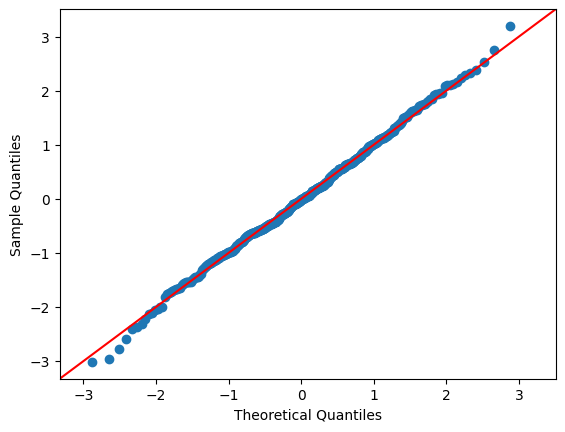 3
2
1
0
−1
−2
−3
Sample Quantiles
−3 −2 −1 0 1 2 3
Theoretical Quantiles